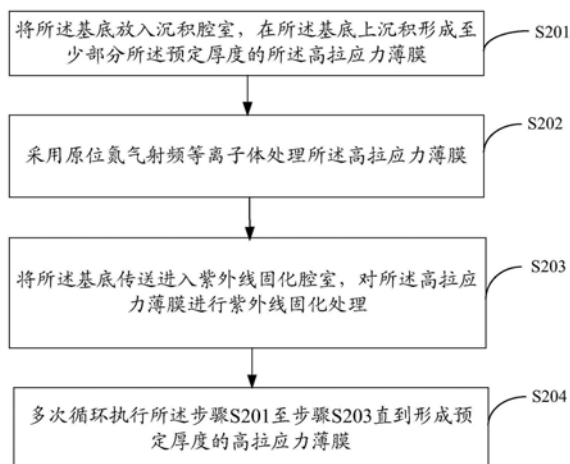 将所述基底放入沉积腔室，在所述基底上沉积形成至
少部分所述预定厚度的所述高拉应力薄膜
S201
采用原位氮气射频等离子体处理所述高拉应力薄膜
S202
将所述基底传送进入紫外线固化腔室，对所述高拉应
力薄膜进行紫外线固化处理
S203
多次循环执行所述步骤S201至步骤S203直到形成预
定厚度的高拉应力薄膜
S204